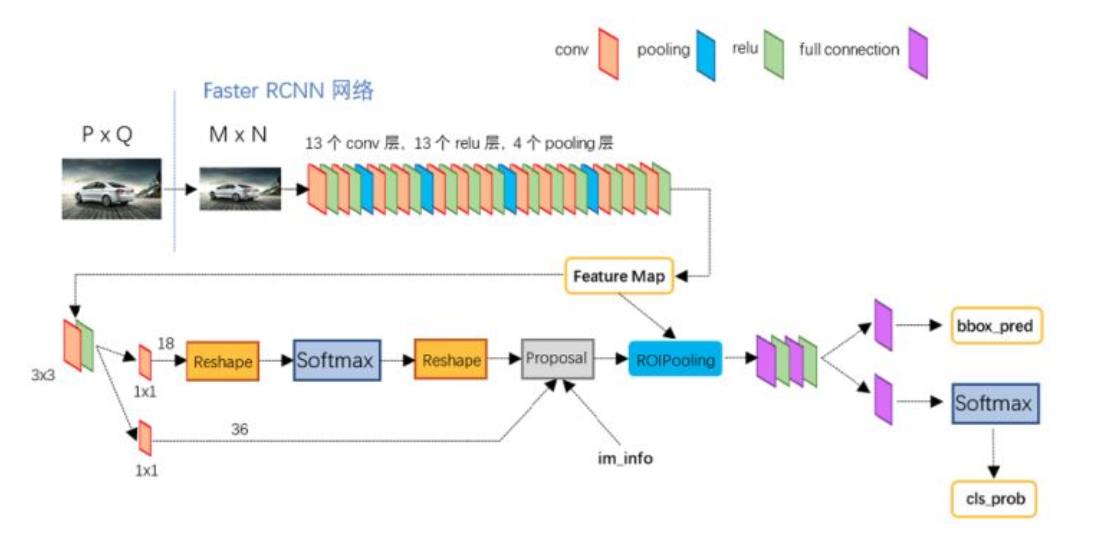 conv
pooling
relu
full connection
Faster RCNN 网络
P x Q
M x N
13 个 conv 层, 13 个 relu 层, 4 个 pooling 层
Feature Map
3x3
18
1x1
Reshape
Softmax
Reshape
Proposal
ROIPooling
bbox_pred
36
1x1
im_info
Softmax
cls_prob